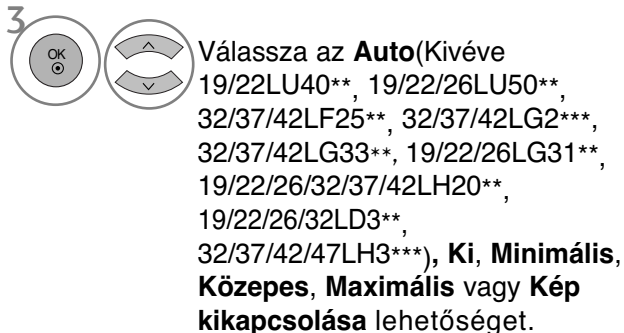 3
OK
Válassza az Auto(Kivéve
19/22LU40**, 19/22/26LU50**,
32/37/42LF25**, 32/37/42LG2***,
32/37/42LG33**, 19/22/26LG31**,
19/22/26/32/37/42LH20**,
19/22/26/32LD3**,
32/37/42/47LH3***), Ki, Minimális,
Közepes, Maximális vagy Kép
kikapcsolása lehetőséget.